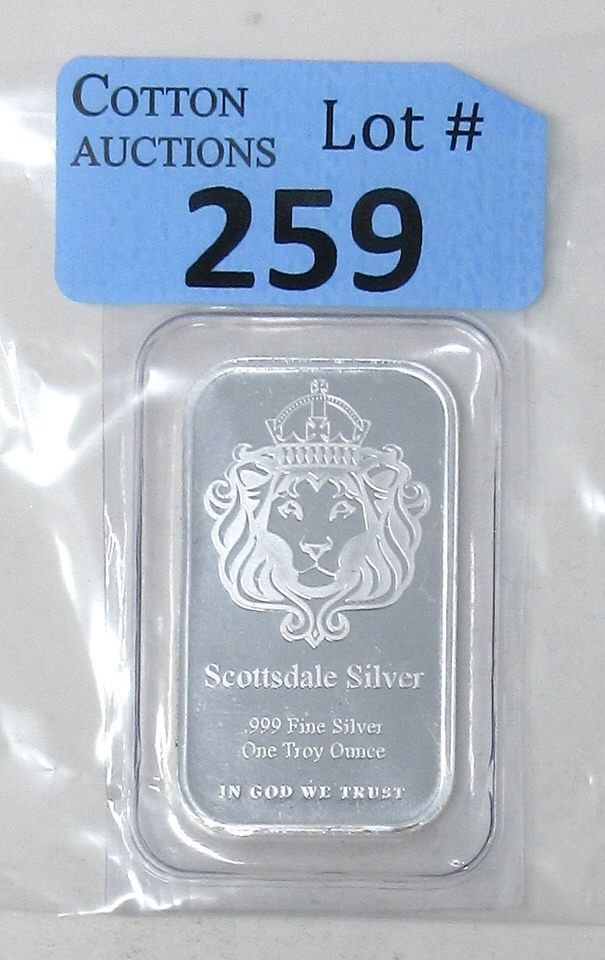 COTTON
AUCTIONS
Lot #
259
Scottsdale Silver
.999 Fine Silver
One Troy Ounce
IN GOD WE TRUST